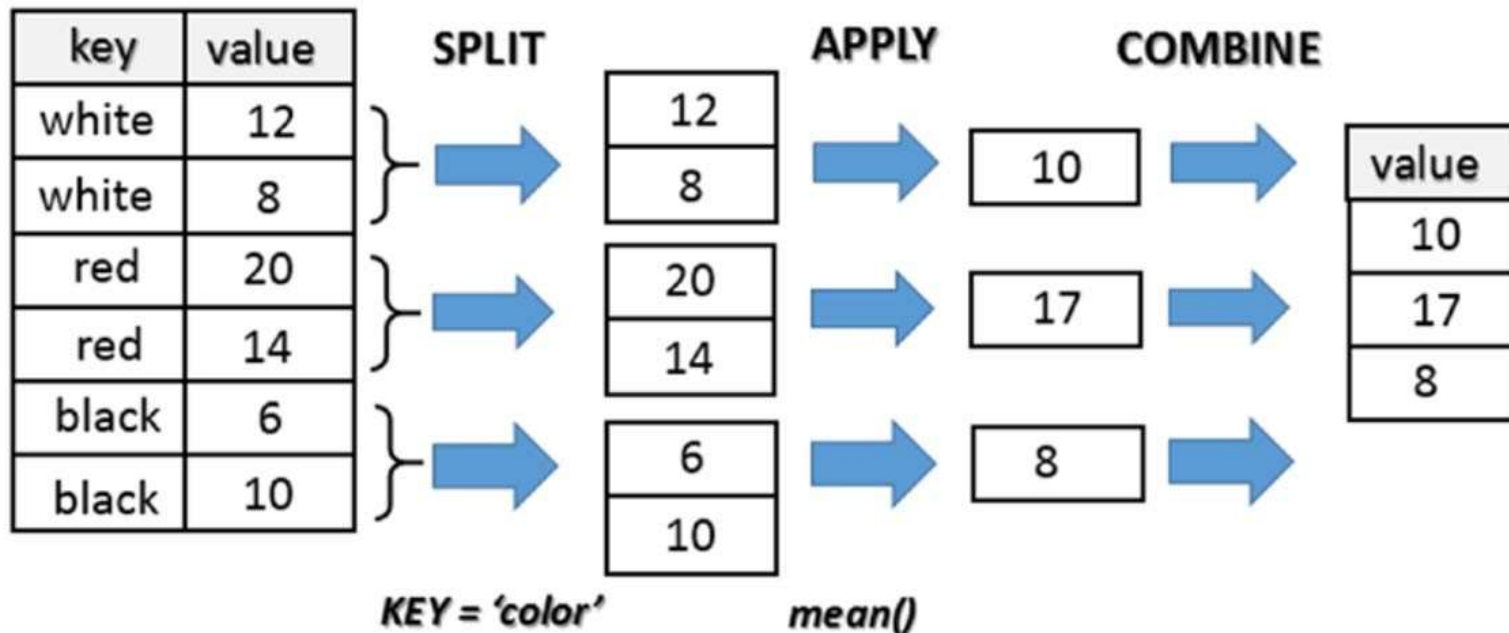 key value
white 12
white 8
red 20
red 14
black 6
black 10
SPLIT
12
8
20
14
6
10
KEY = ‘color’
APPLY
10
17
8
mean()
COMBINE
value
10
17
8